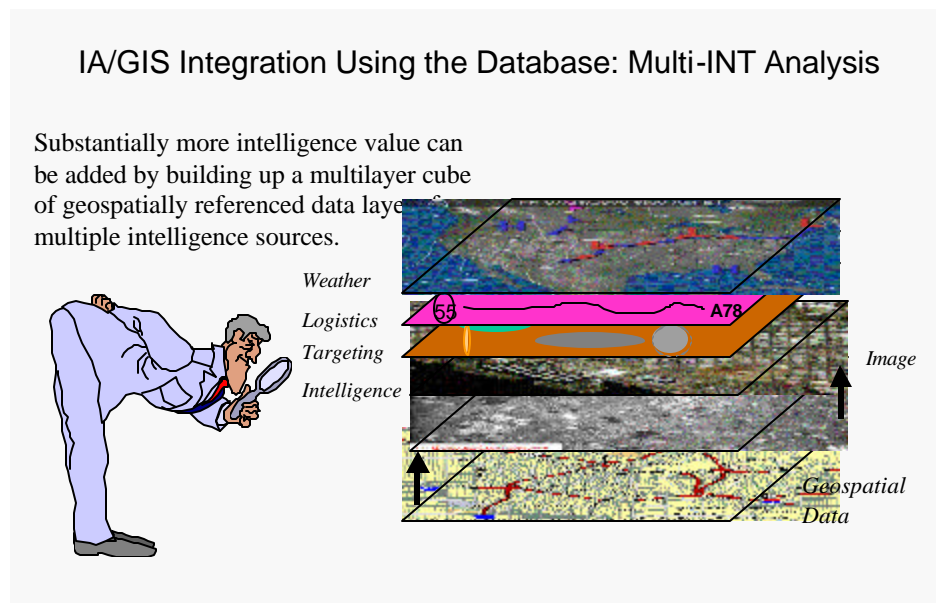 IA/GIS Integration Using the Database: Multi-INT Analysis
Substantially more intelligence value can
be added by building up a multilayer cube
of geospatially referenced data
multiple intelligence sources.
Weather
Logistics
Targeting
Intelligence
55
A78
Image
Geospatial
Data